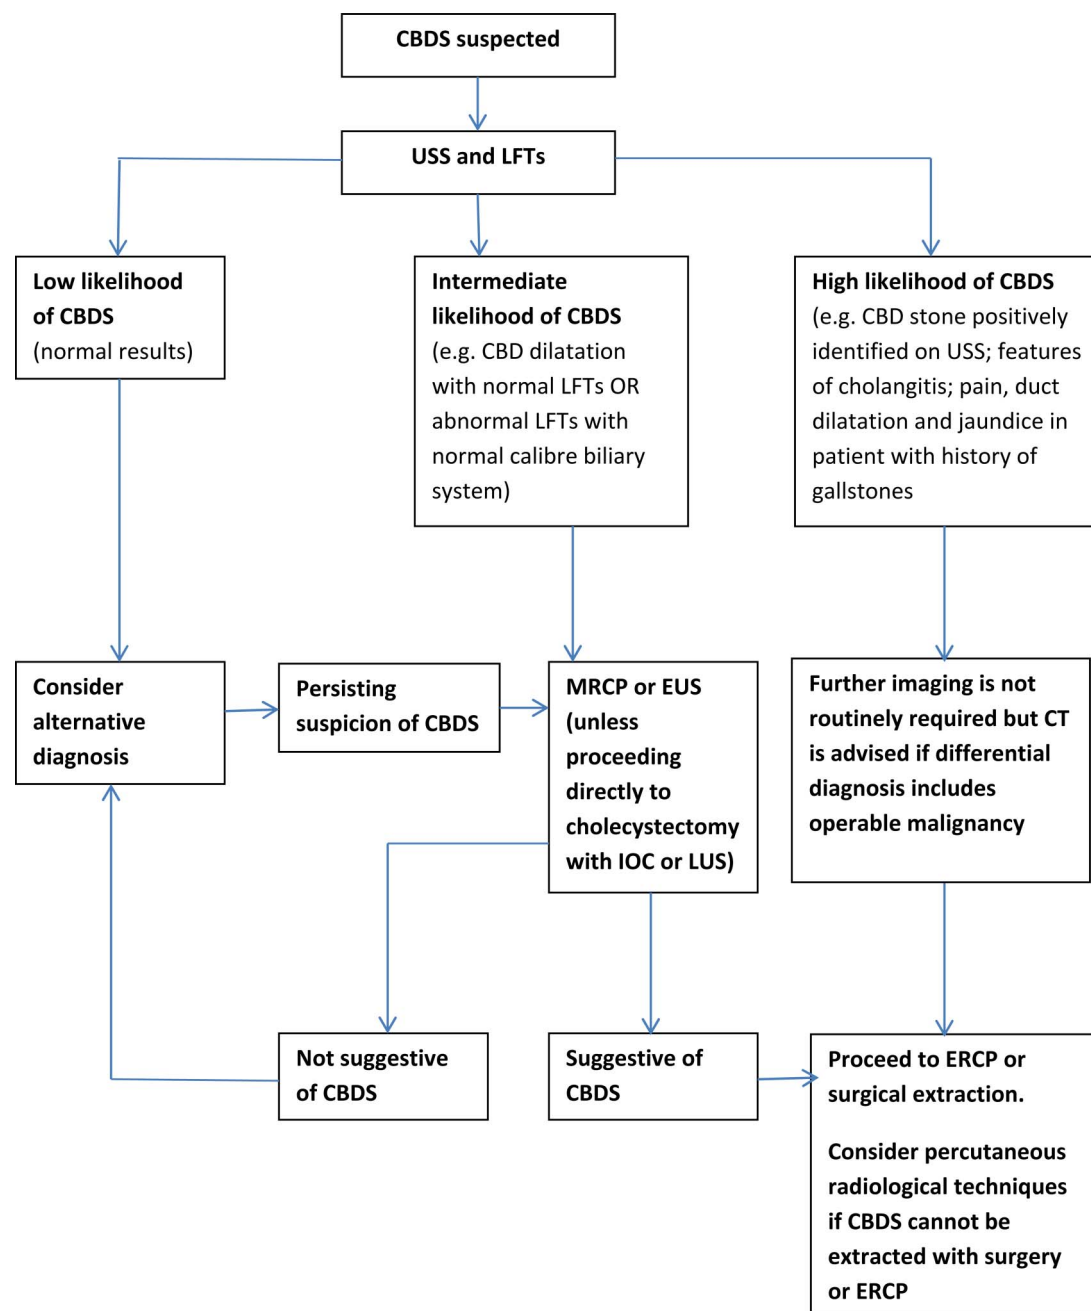 CBDS suspected
USS and LFTs
Low likelihood
of CBDS
(normal results)
Intermediate
likelihood of CBDS
(e.g. CBD dilatation
with normal LFTs OR
abnormal LFTs with
normal calibre biliary
system)
High likelihood of CBDS
(e.g. CBD stone positively
identified on USS; features
of cholangitis; pain, duct
dilatation and jaundice in
patient with history of
gallstones
Consider
alternative
diagnosis
Persisting
suspicion of CBDS
MRCP or EUS
(unless
proceeding
directly to
cholecystectomy
with IOC or LUS)
Further imaging is not
routinely required but CT
is advised if differential
diagnosis includes
operable malignancy
Not suggestive
of CBDS
Suggestive of
CBDS
Proceed to ERCP or
surgical extraction.
Consider percutaneous
radiological techniques
if CBDS cannot be
extracted with surgery
or ERCP